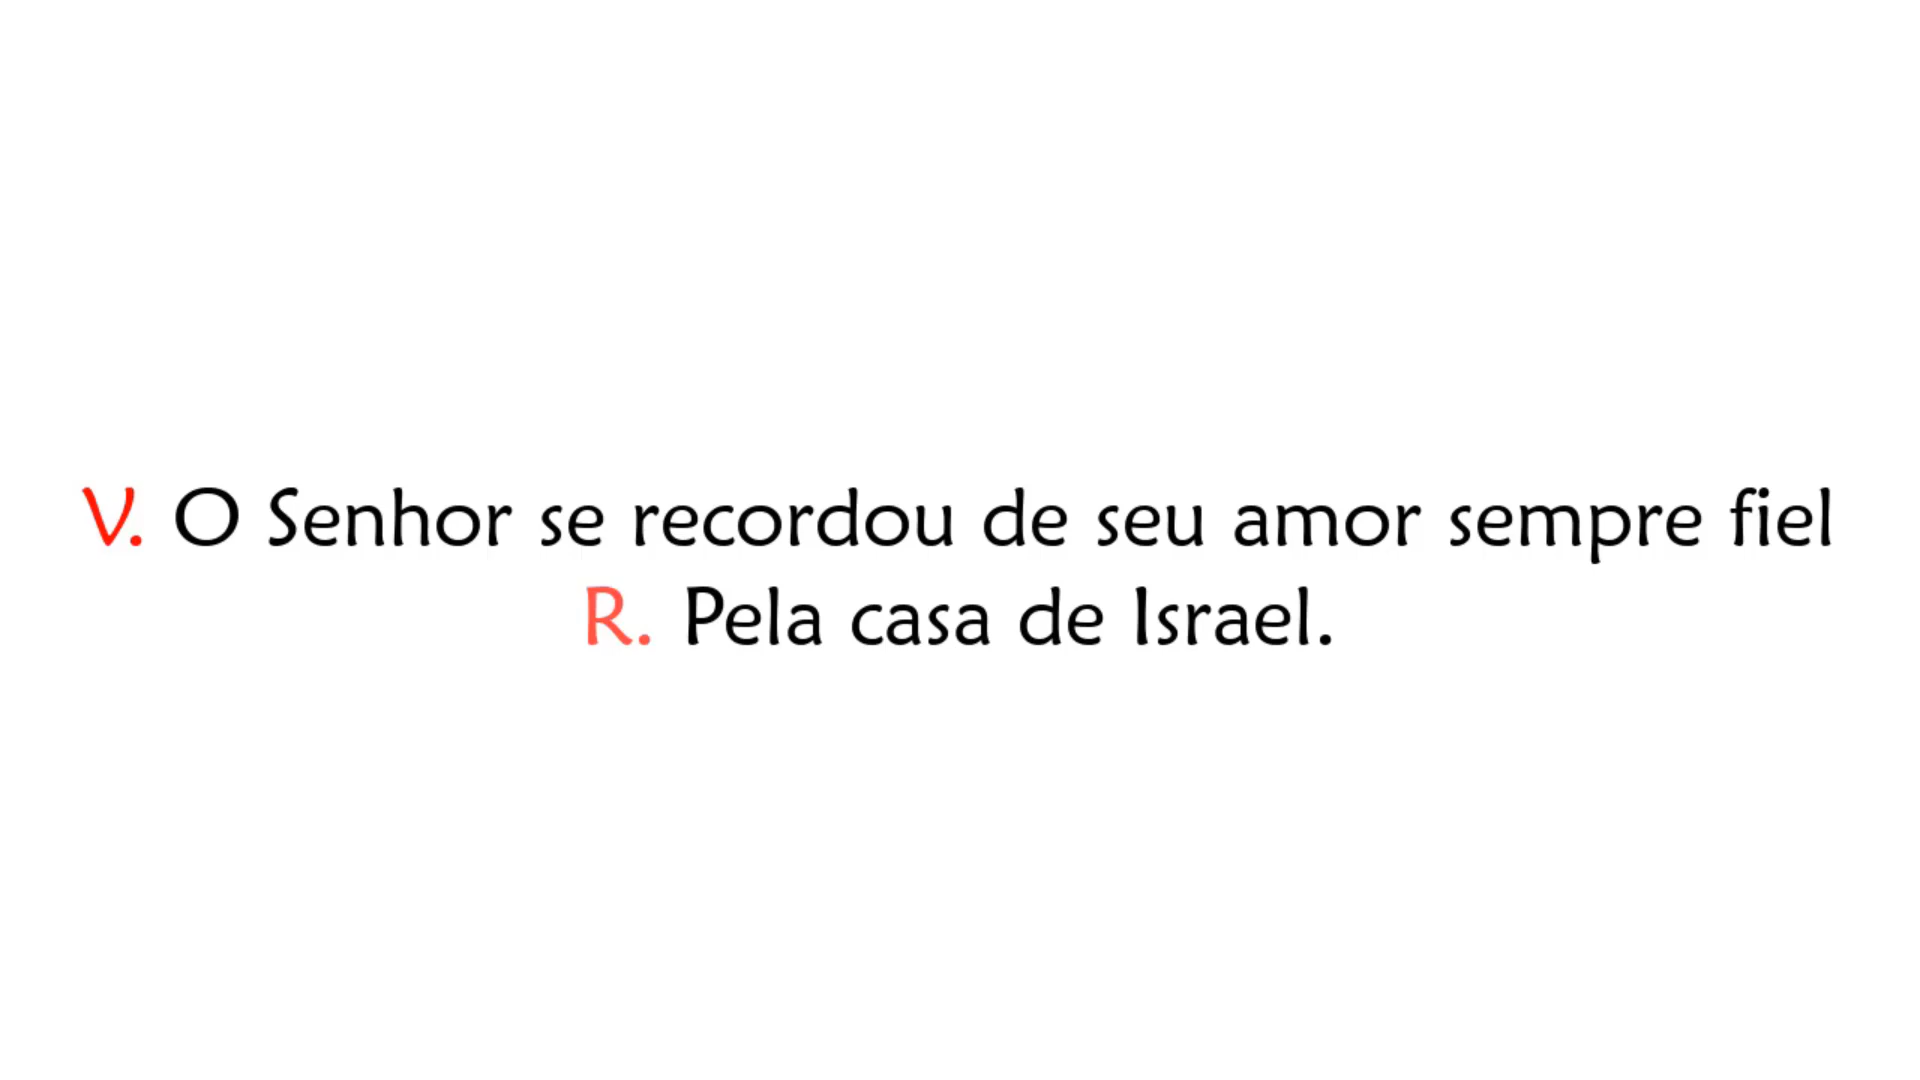 V. O Senhor se recordou de seu amor sempre fiel
R. Pela casa de Israel.